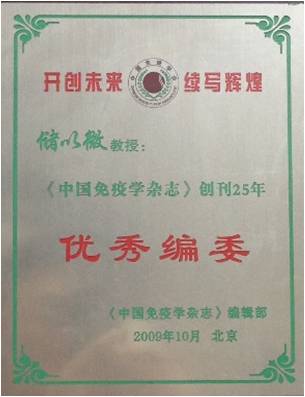 开创未来 续写辉煌
储以微教授：
《中国免疫学杂志》创刊25年
优秀编委
《中国免疫学杂志》编辑部
2009年10月 北京